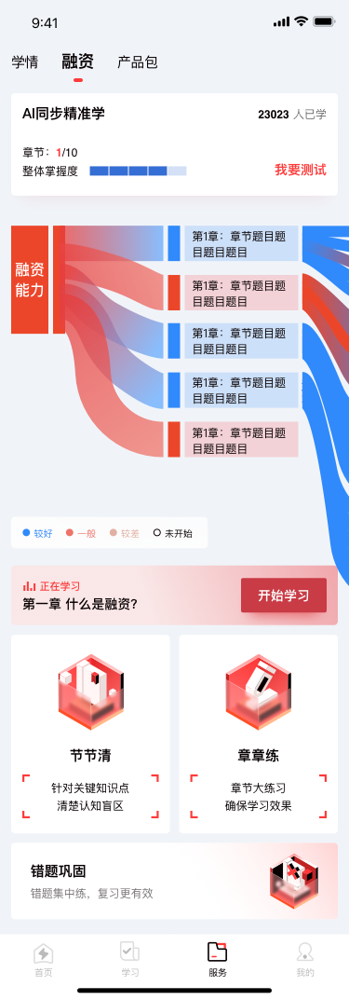 9:41
学情 融资 产品包
AI同步精准学
23023 人已学
章节：1/10
整体掌握度
我要测试
融资
能力
第1章：章节题目题
目题目题目
第1章：章节题目题
目题目题目
第1章：章节题目题
目题目题目
第1章：章节题目题
目题目题目
第1章：章节题目题
目题目题目
较好 一般 较差 未开始
正在学习
第一章 什么是融资?
开始学习
节节清
针对关键知识点
清楚认知盲区
章章练
章节大练习
确保学习效果
错题巩固
错题集中练，复习更有效
首页 学习 服务 我的